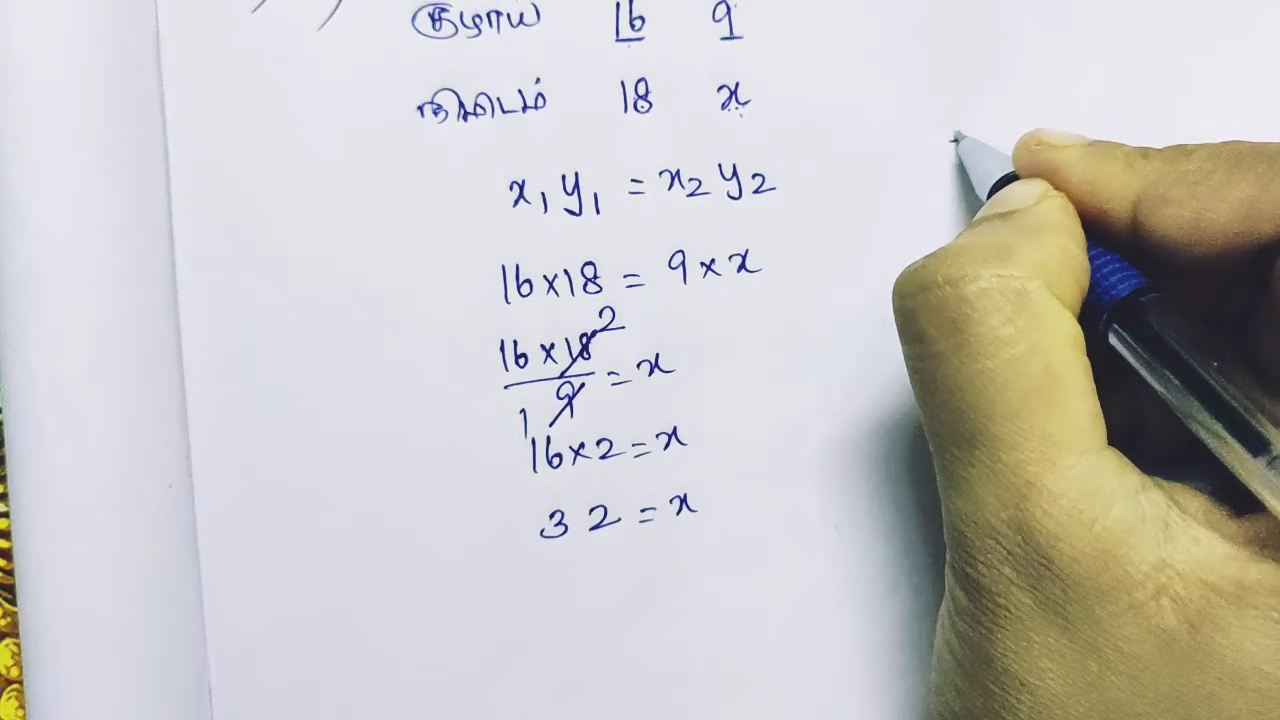 குழாய் 16 9
நிமிடம் 18 x
x₁ y₁ = x₂ y₂
16 × 18 = 9 × x
16 × 18 2
9 = x
1
16 × 2 = x
32 = x